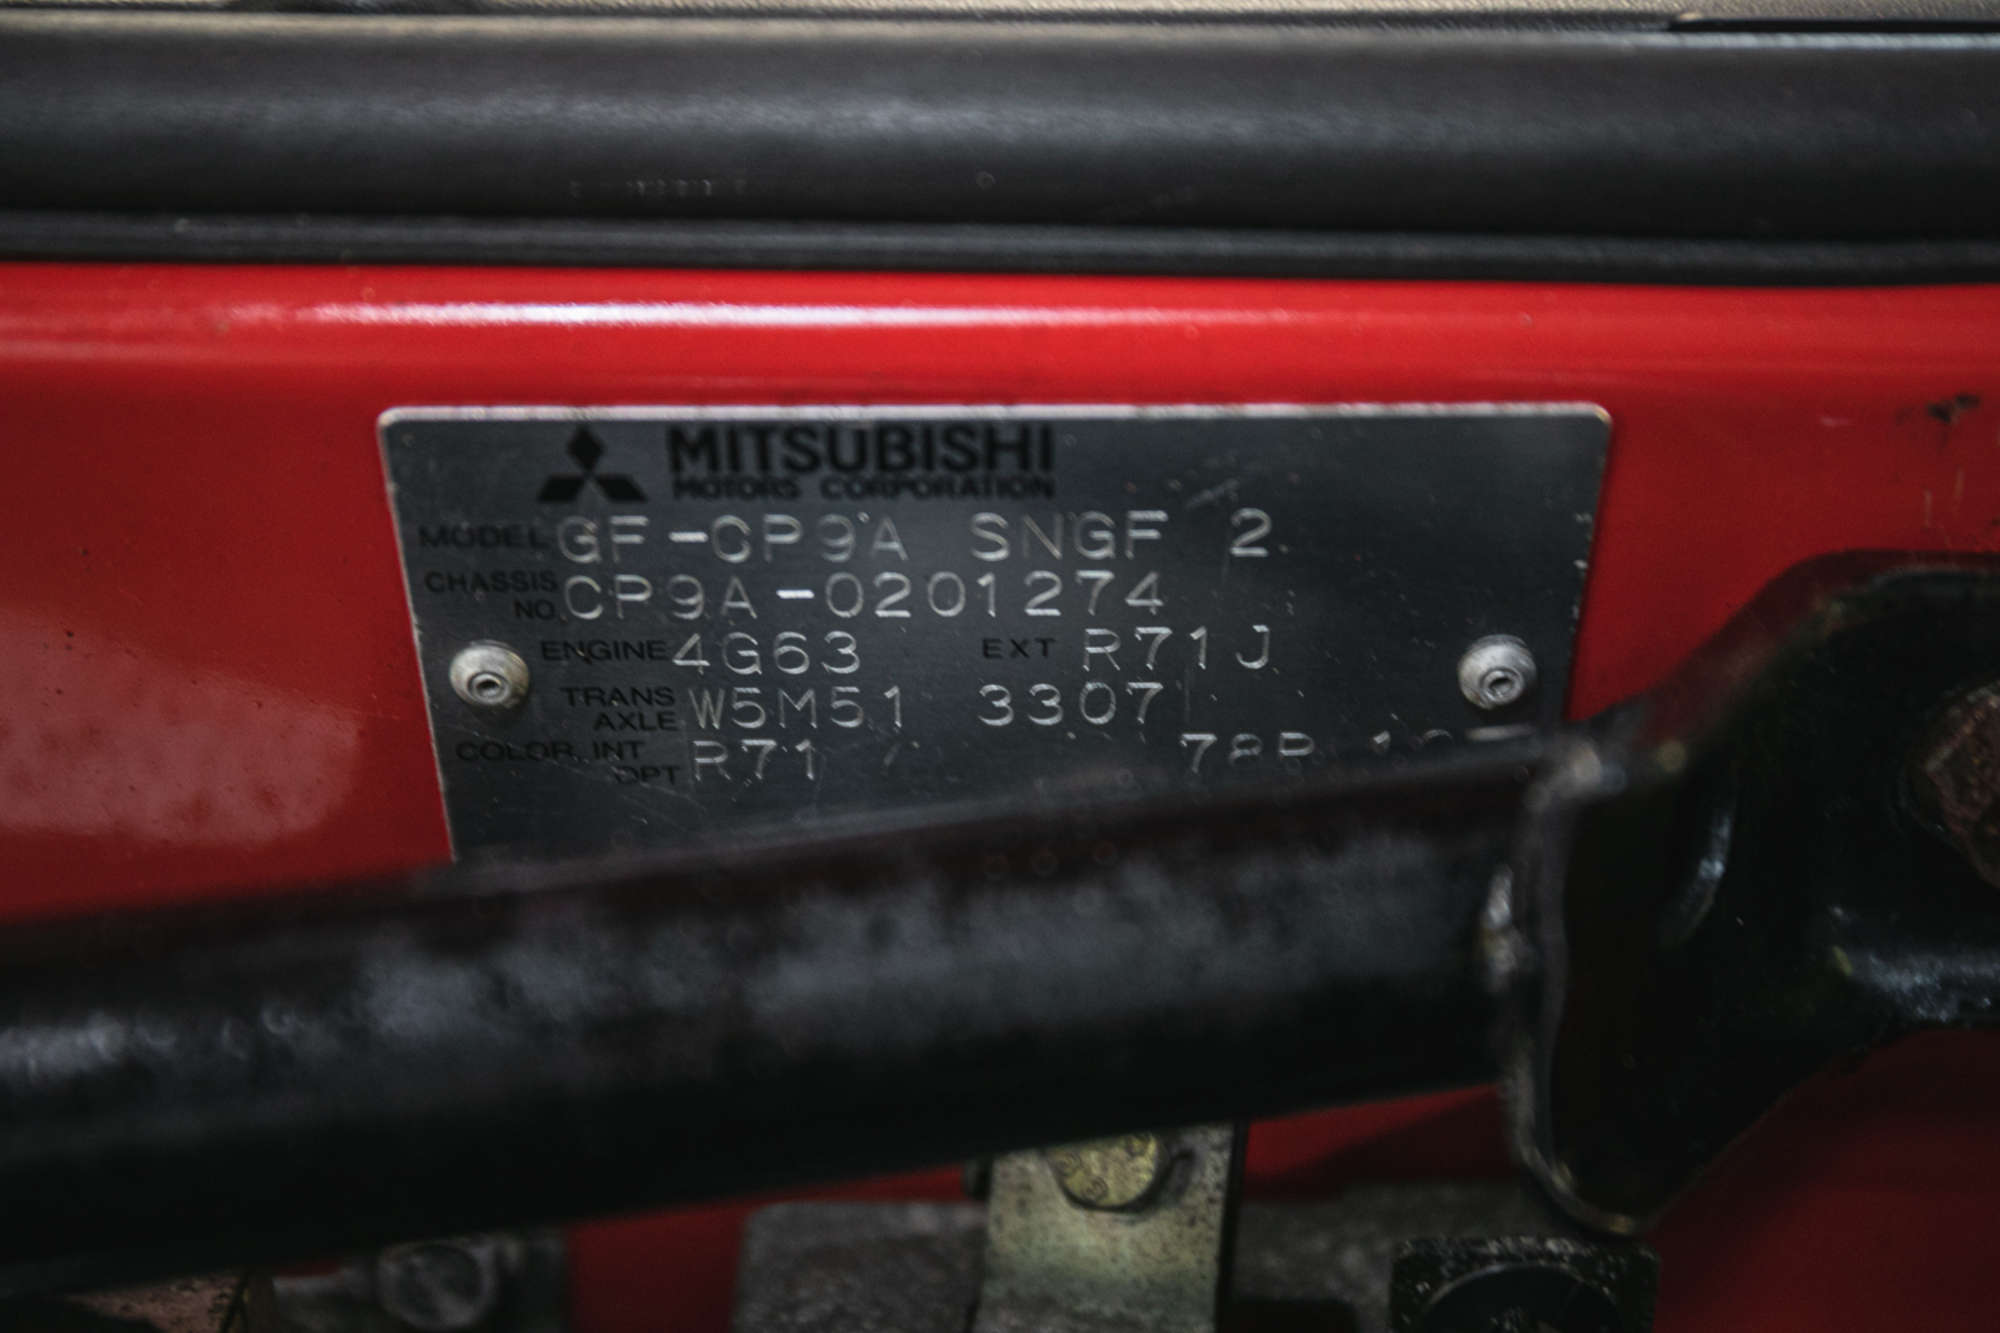 MITSUBISHI
MOTORS CORPORATION
MODEL GF-CP9A SNGF 2
CHASSIS NO. CP9A-0201274
ENGINE 4G63 EXT R71J
TRANS AXLE W5M51 3307
COLOR, INT OPT R71